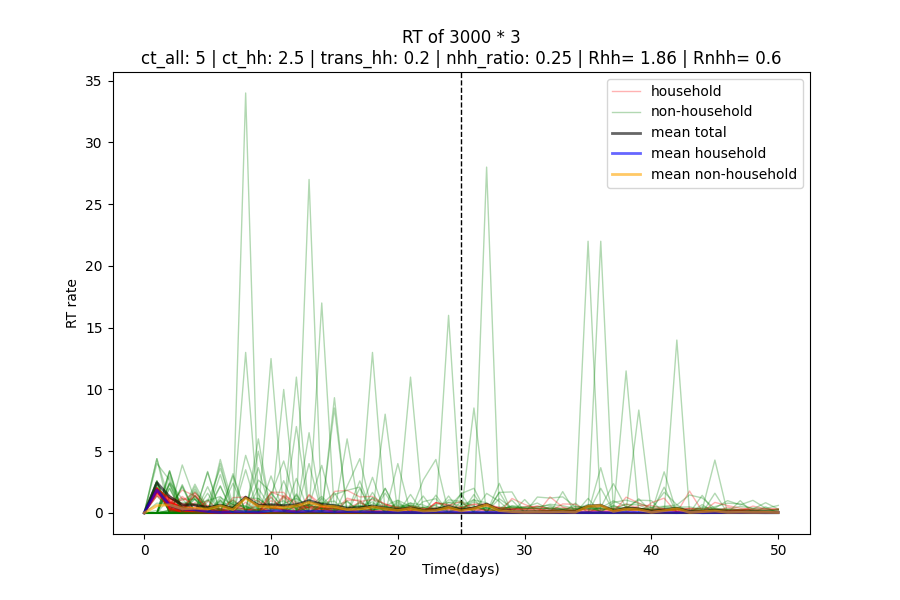 RT of 3000 * 3
ct_all: 5 | ct_hh: 2.5 | trans_hh: 0.2 | nhh_ratio: 0.25 | Rhh= 1.86 | Rnhh= 0.6
household
non-household
mean total
mean household
mean non-household
RT rate
35
30
25
20
15
10
5
0
0 10 20 30 40 50
Time(days)